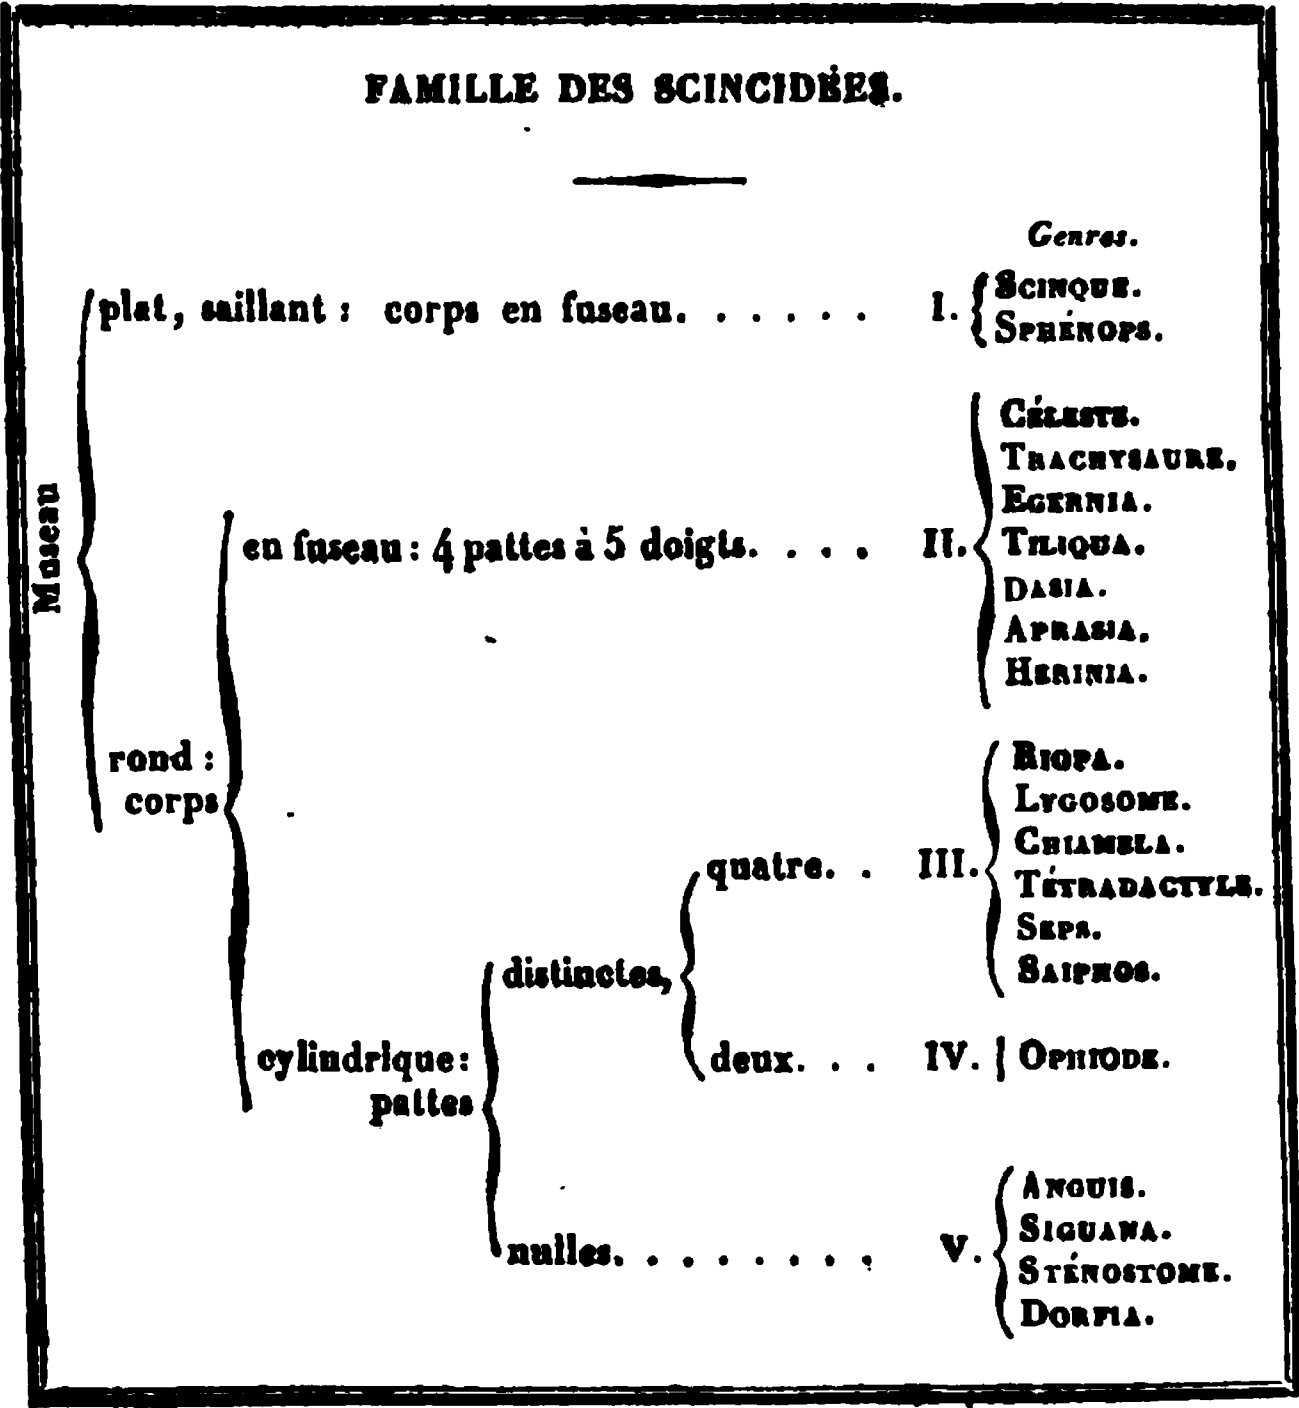 FAMILLE DES SCINCIDÉES.
Genres.
Museau
plat, saillant : corps en fuseau. . . . . . I.
SCINQUE.
SPHÉNOPS.
rond :
corps
en fuseau : 4 pattes à 5 doigts. . . . II.
CÉLESTE.
TRACHYSAURE.
EGERNIA.
TILIQUA.
DASIA.
APRASIA.
HERINIA.
cylindrique :
pattes
distinctes,
quatre. . III.
RIOPA.
LYGOSOME.
CHIAMELA.
TÉTRADACTYLE.
SEPS.
SAIPHOS.
deux. . . IV. OPHIODE.
nulles. . . . . . . . V.
ANGUIS.
SIGUANA.
STÉNOSTOME.
DORFIA.